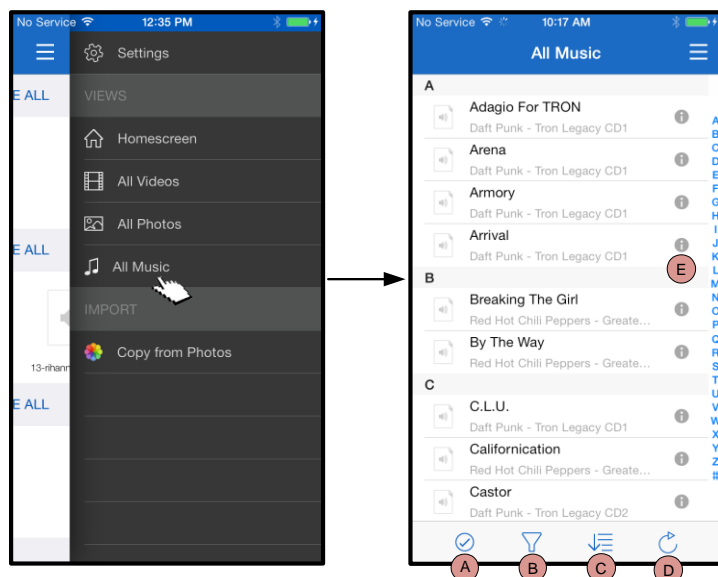 No Service 12:35 PM
Settings
E ALL
VIEWS
Homescreen
All Videos
All Photos
E ALL
All Music
IMPORT
Copy from Photos
13-rihann
E ALL
No Service 10:17 AM
All Music
A
Adagio For TRON
Daft Punk - Tron Legacy CD1
Arena
Daft Punk - Tron Legacy CD1
Armory
Daft Punk - Tron Legacy CD1
Arrival
Daft Punk - Tron Legacy CD1
E
B
Breaking The Girl
Red Hot Chili Peppers - Greate...
By The Way
Red Hot Chili Peppers - Greate...
C
C.L.U.
Daft Punk - Tron Legacy CD1
Californication
Red Hot Chili Peppers - Greate...
Castor
Daft Punk - Tron Legacy CD2
A
B
C
D
E
F
G
H
I
J
K
L
M
N
O
P
Q
R
S
T
U
V
W
X
Y
Z
#
A B C D